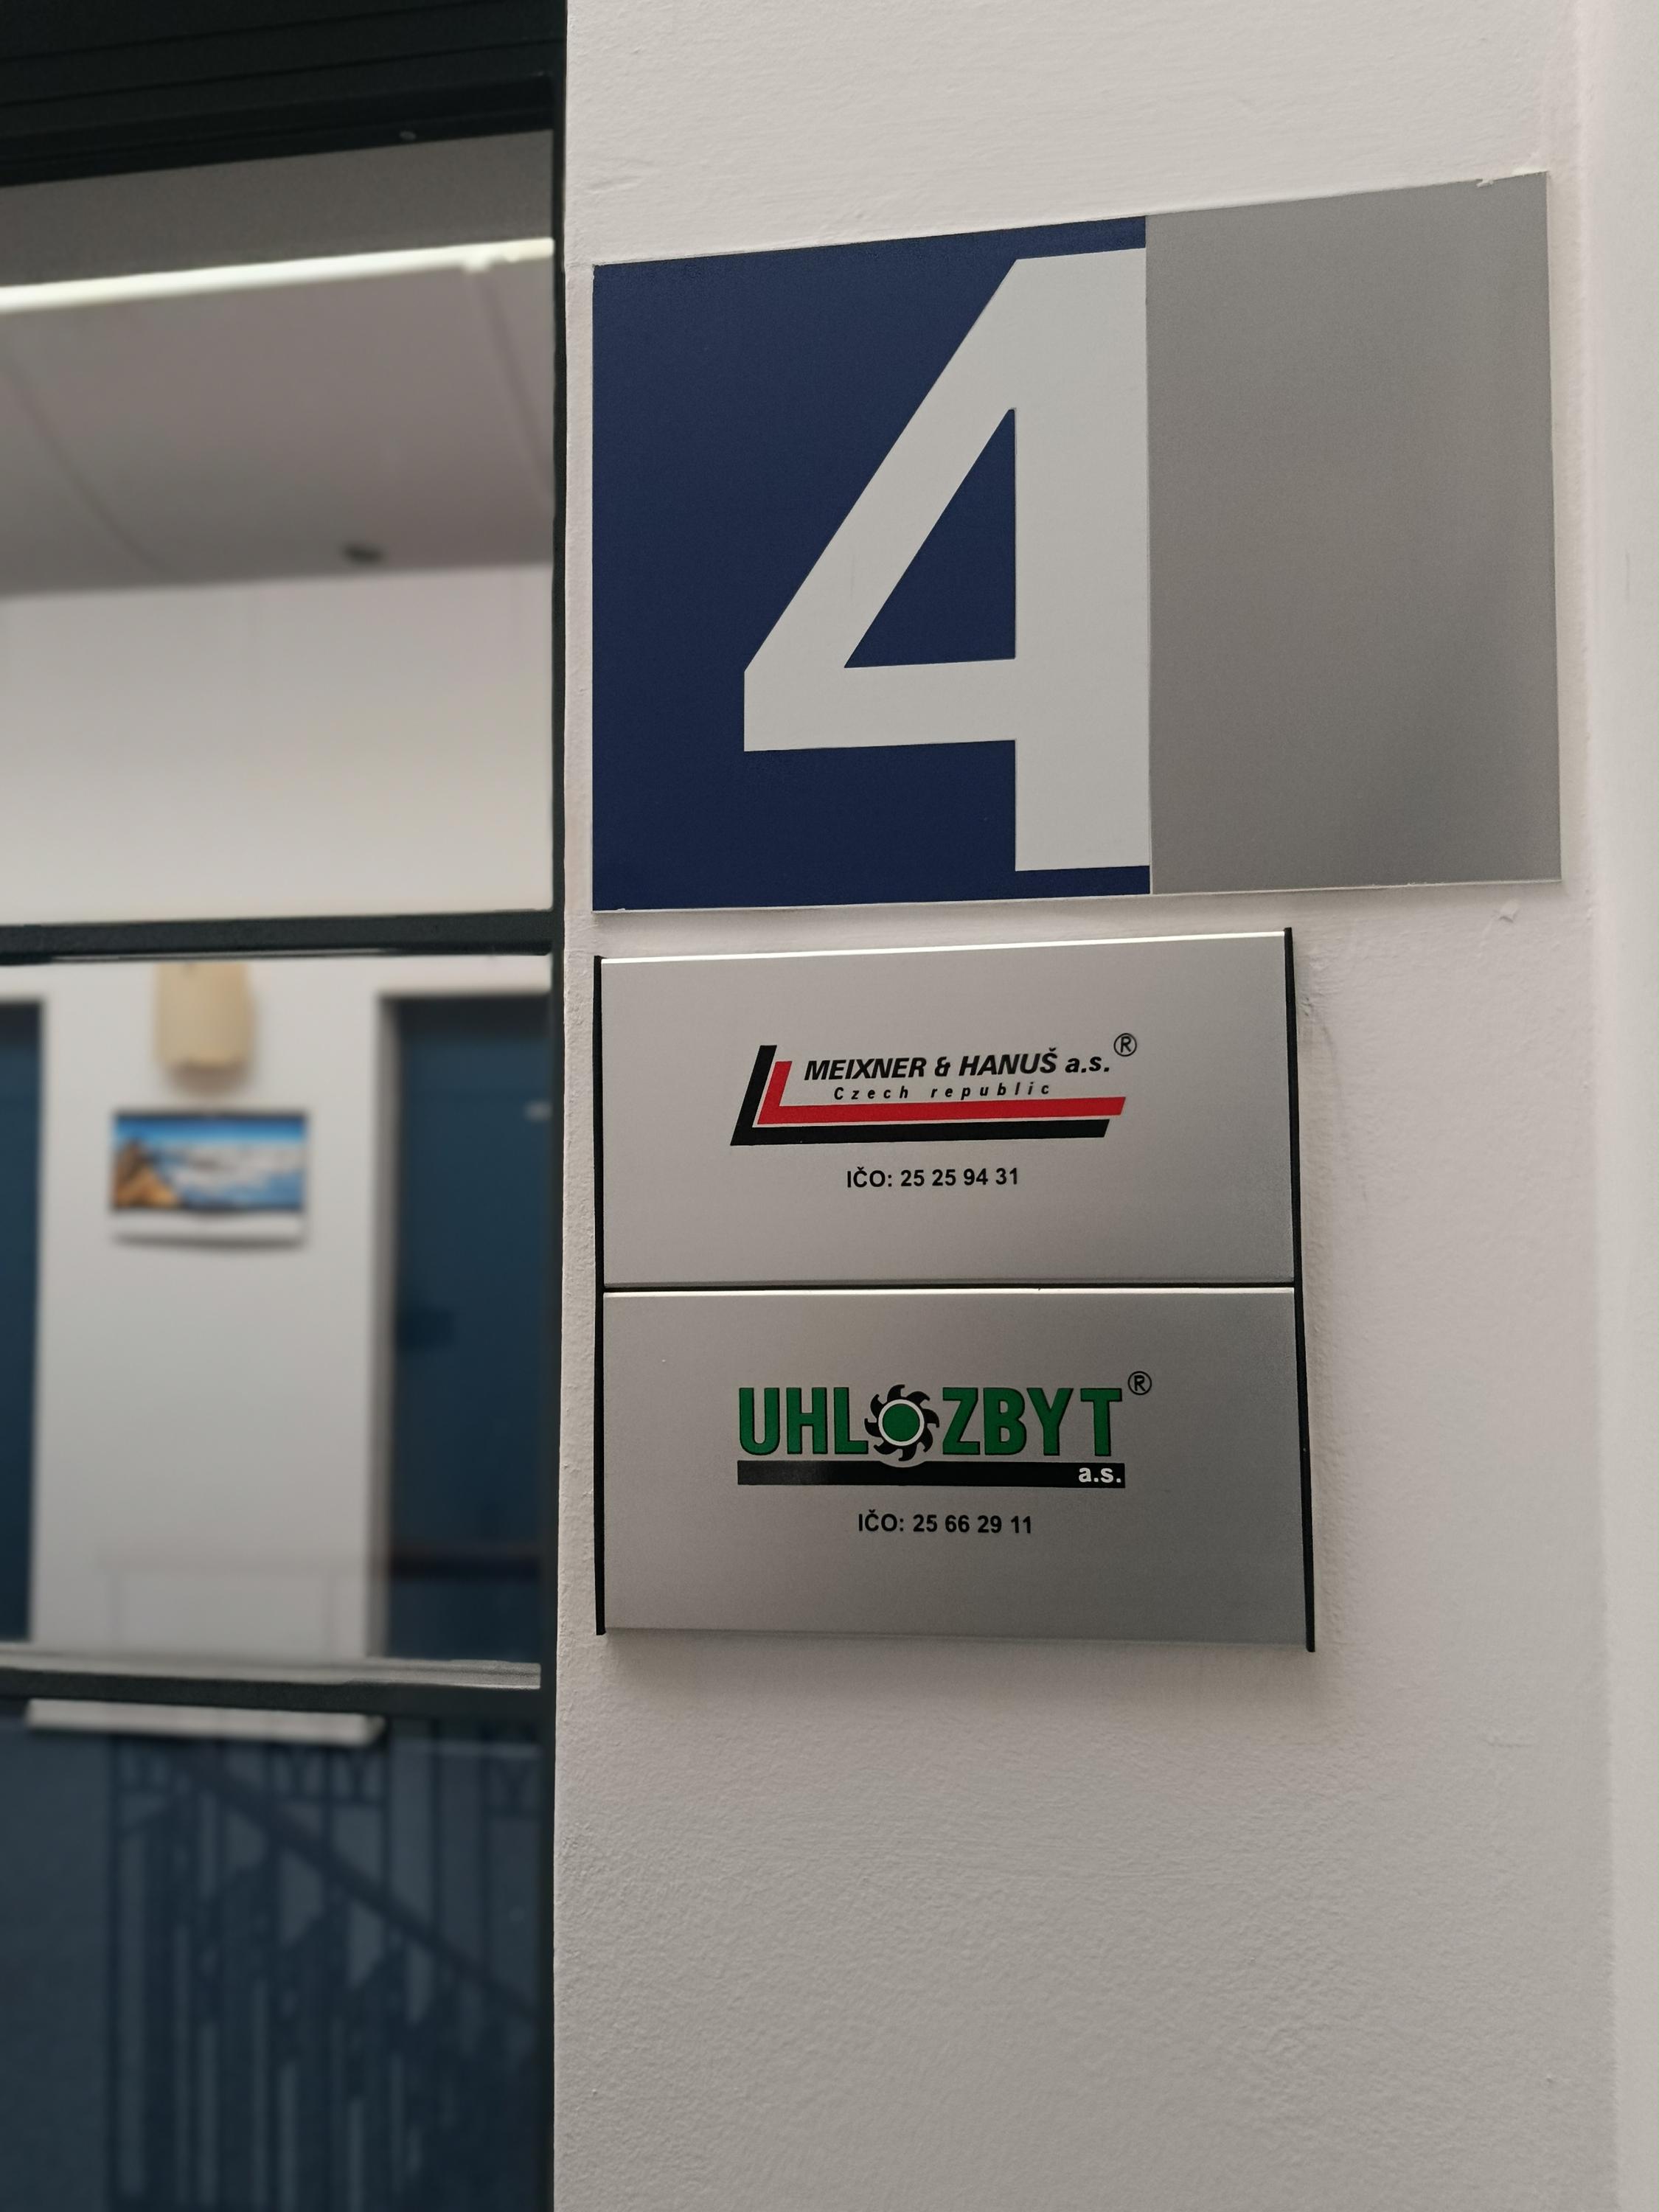 4
MEIXNER & HANUŠ a.s.®
Czech republic
IČO: 25 25 94 31
UHLOZBYT®
a.s.
IČO: 25 66 29 11